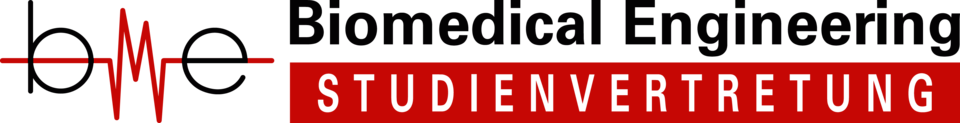 bme
Biomedical Engineering
STUDIENVERTRETUNG